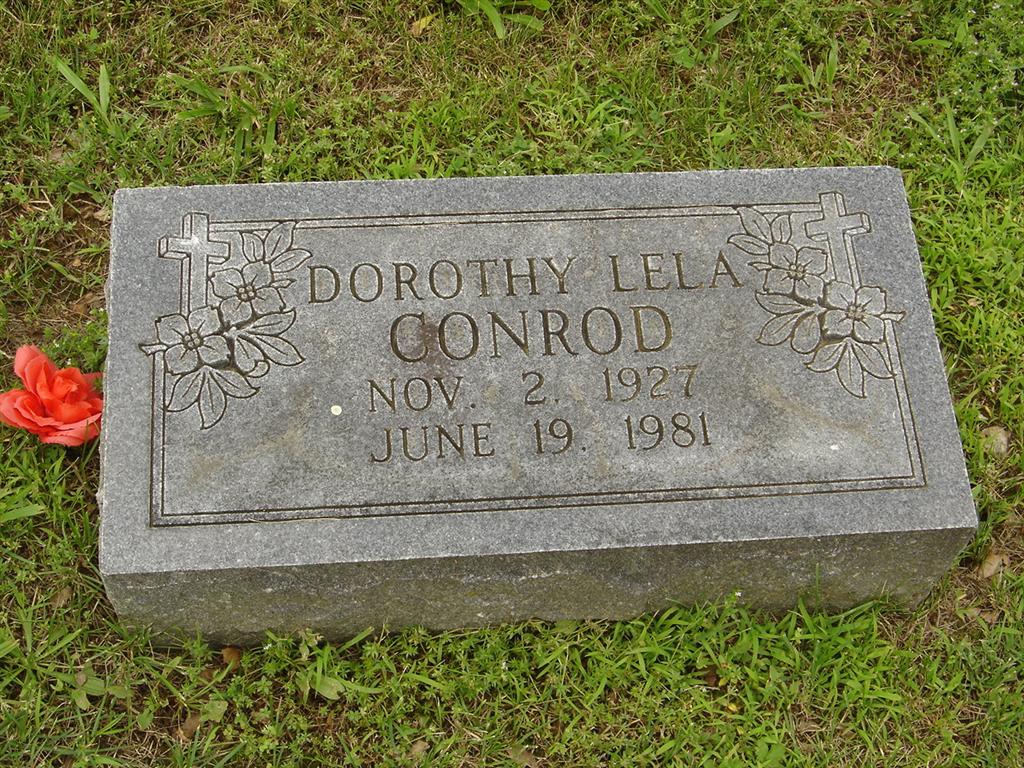 DOROTHY LELA
CONROD
NOV. 2. 1927
JUNE 19. 1981